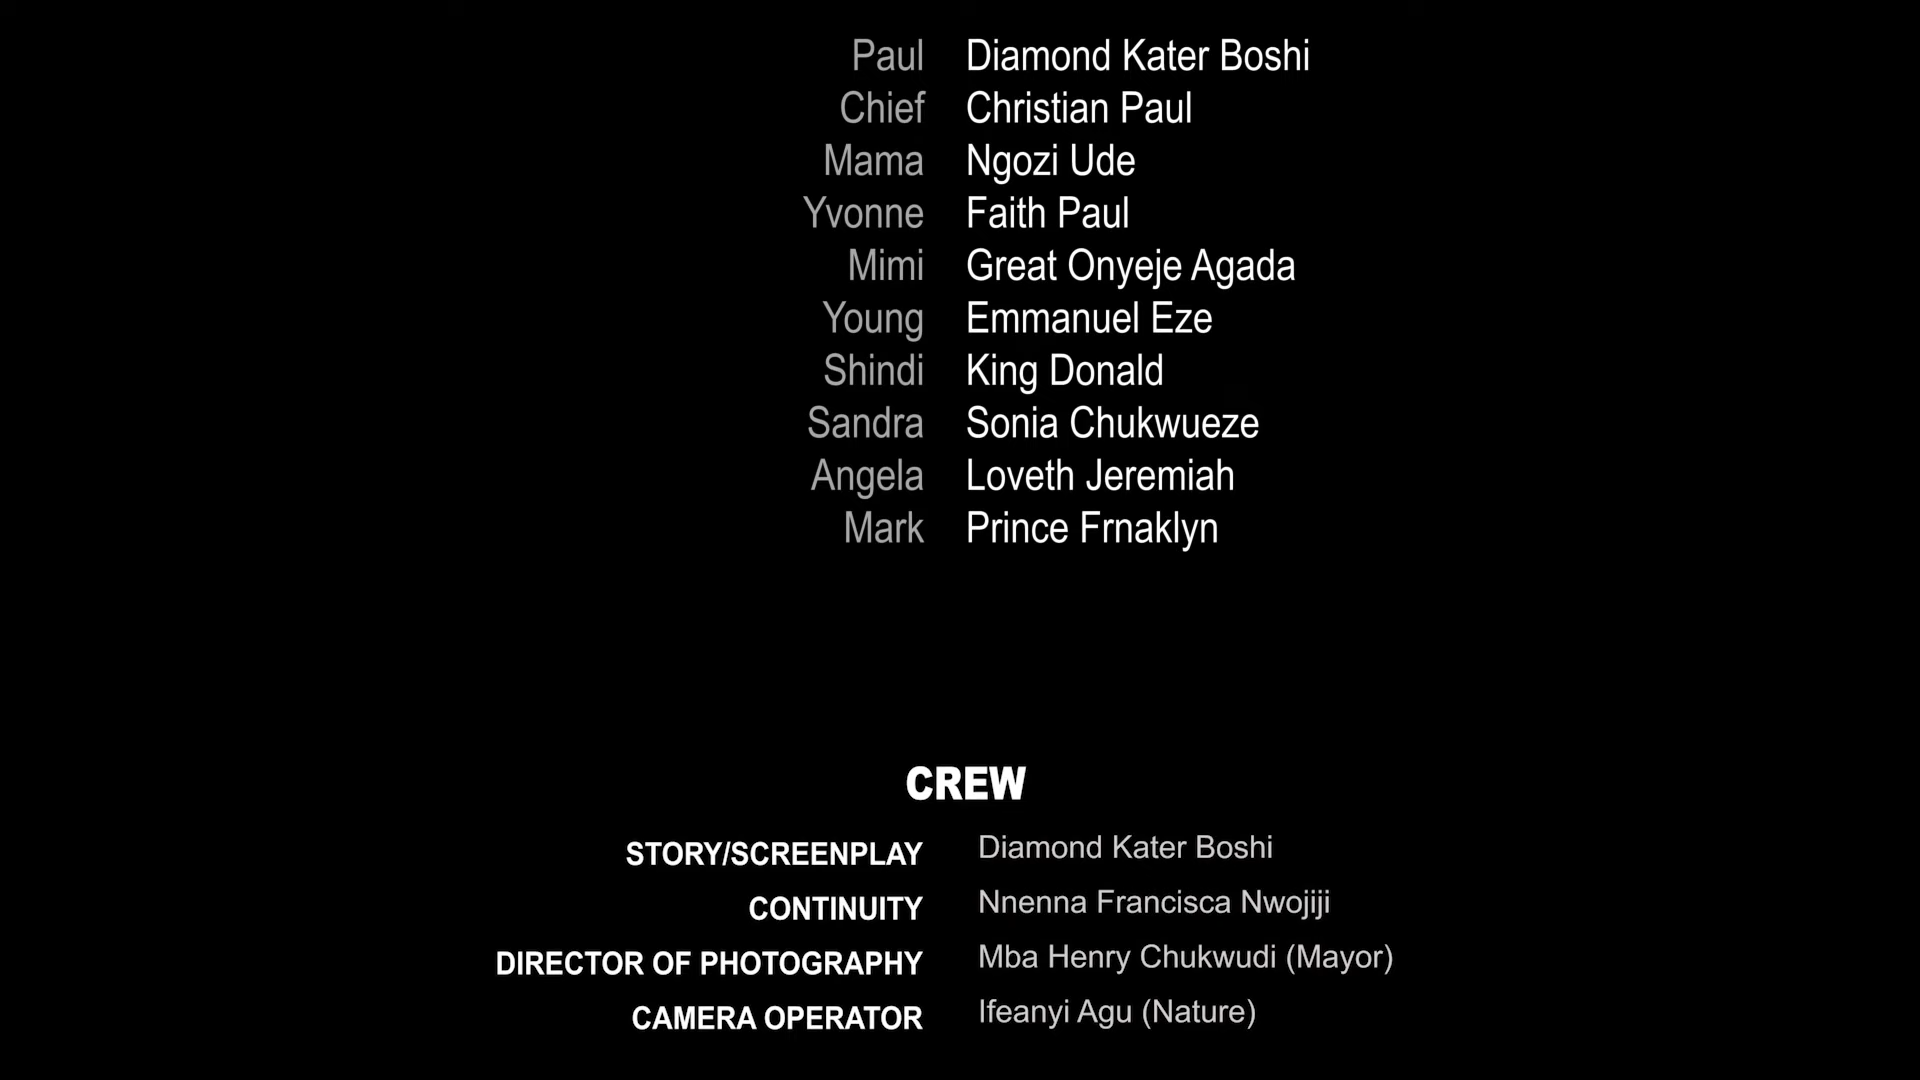 Paul Diamond Kater Boshi
Chief Christian Paul
Mama Ngozi Ude
Yvonne Faith Paul
Mimi Great Onyeje Agada
Young Emmanuel Eze
Shindi King Donald
Sandra Sonia Chukwueze
Angela Loveth Jeremiah
Mark Prince Frnaklyn
CREW
STORY/SCREENPLAY Diamond Kater Boshi
CONTINUITY Nnenna Francisca Nwojiji
DIRECTOR OF PHOTOGRAPHY Mba Henry Chukwudi (Mayor)
CAMERA OPERATOR Ifeanyi Agu (Nature)